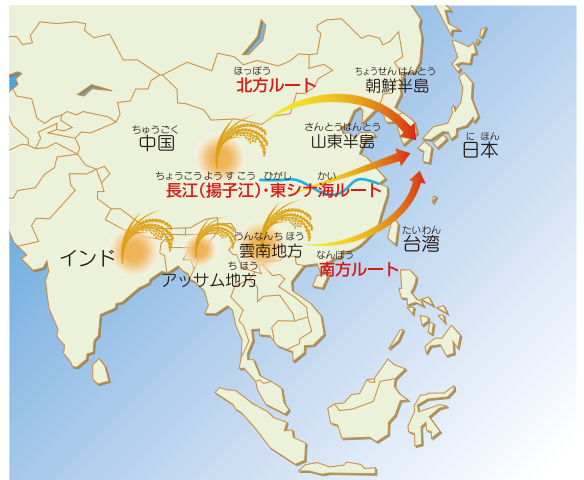 ほっぽう
北方ルート
ちょうせんはんとう
朝鮮半島
ちゅうごく
中国
さんとうはんとう
山東半島
にほん
日本
ちょうこうようすこう ひがし かい
長江(揚子江)・東シナ海ルート
たいわん
台湾
うんなんちほう
雲南地方
インド
ちほう
アッサム地方
なんぽう
南方ルート